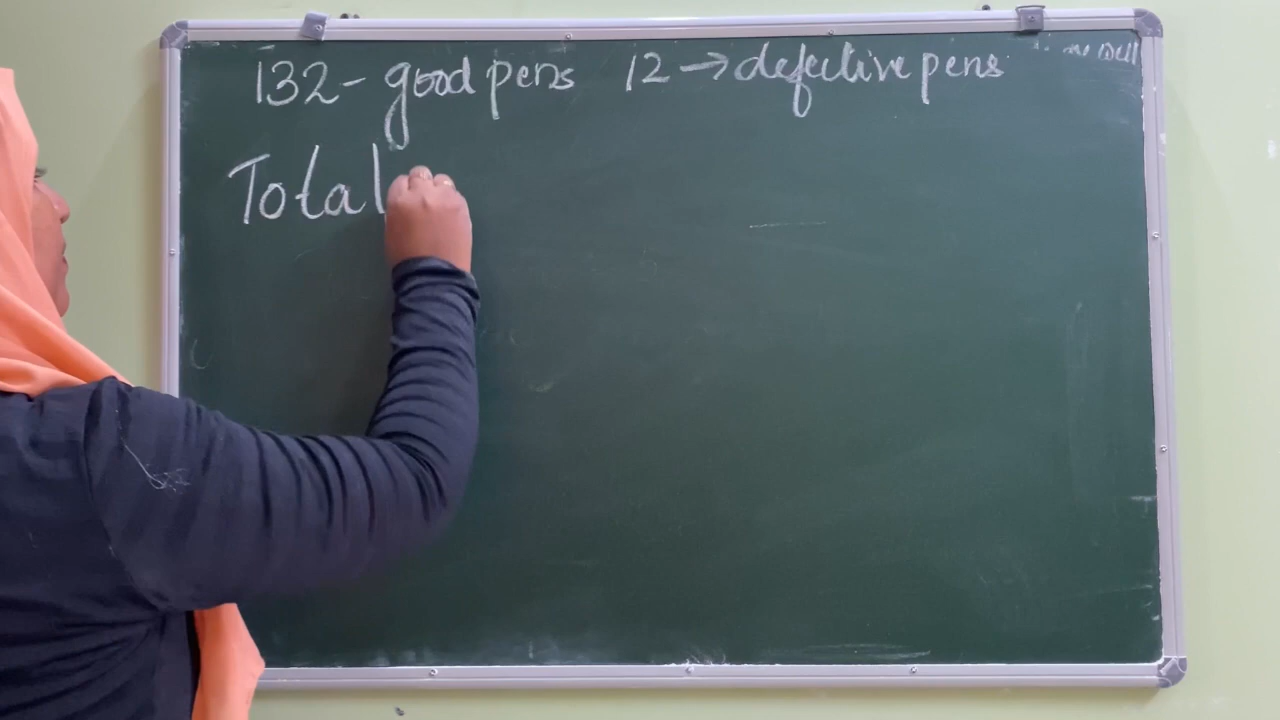 132 - good pens 12 → defective pens
Total